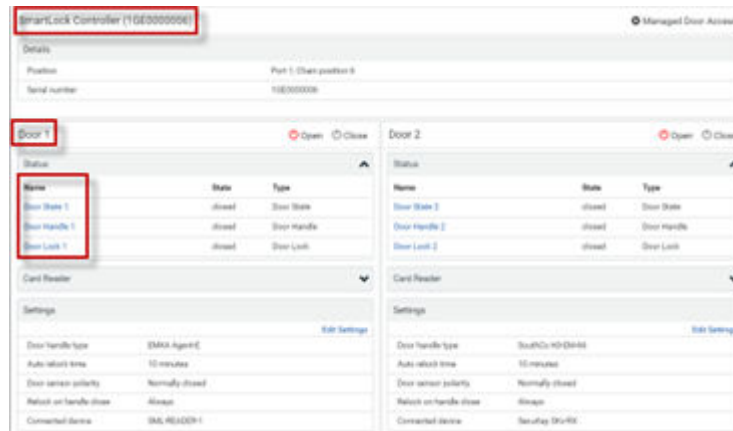 SmartLock Controller (1GE0000006)
Managed Door Access
Details
Position Port 1; Chain position 6
Serial number 1GE0000006
Door 1 Open Close
Door 2 Open Close
Status
Status
Name State Type
Name State Type
Door State 1 closed Door State
Door State 2 closed Door State
Door Handle 1 closed Door Handle
Door Handle 2 closed Door Handle
Door Lock 1 closed Door Lock
Door Lock 2 closed Door Lock
Card Reader
Card Reader
Settings
Settings
Edit Settings
Edit Setting
Door handle type EMKA Agent-E
Door handle type
Auto relock time 10 minutes
Auto relock time 10 minutes
Door sensor polarity Normally closed
Door sensor polarity Normally closed
Relock on handle close Always
Relock on handle close Always
Connected device
Connected device